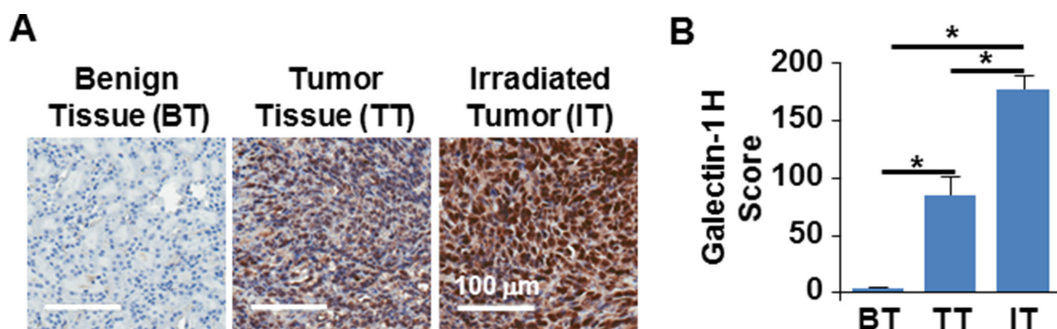 A
Benign
Tissue (BT)
Tumor
Tissue (TT)
Irradiated
Tumor (IT)
100 μm
B
Galectin-1 H
Score
200
150
100
50
0
*
*
*
BT TT IT